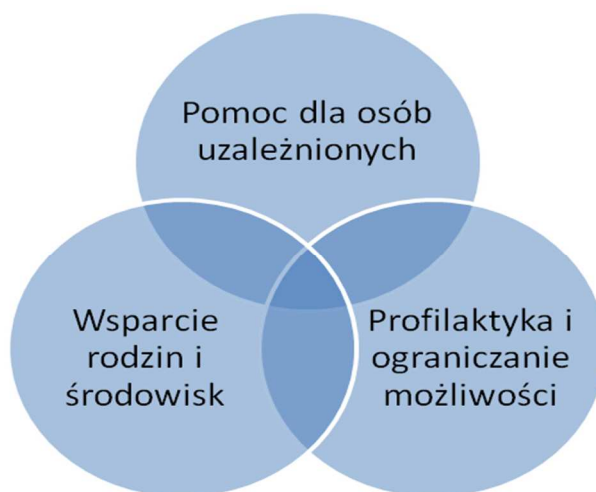 Pomoc dla osób
uzależnionych
Wsparcie
rodzin i
środowisk
Profilaktyka i
ograniczanie
możliwości